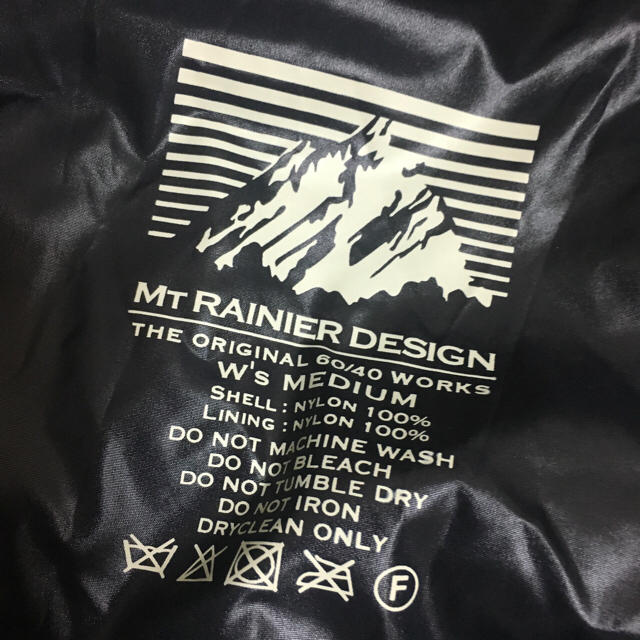 MT RAINIER DESIGN
THE ORIGINAL 60/40 WORKS
W'S MEDIUM
SHELL : NYLON 100%
LINING : NYLON 100%
DO NOT MACHINE WASH
DO NOT BLEACH
DO NOT TUMBLE DRY
DO NOT IRON
DRYCLEAN ONLY
F